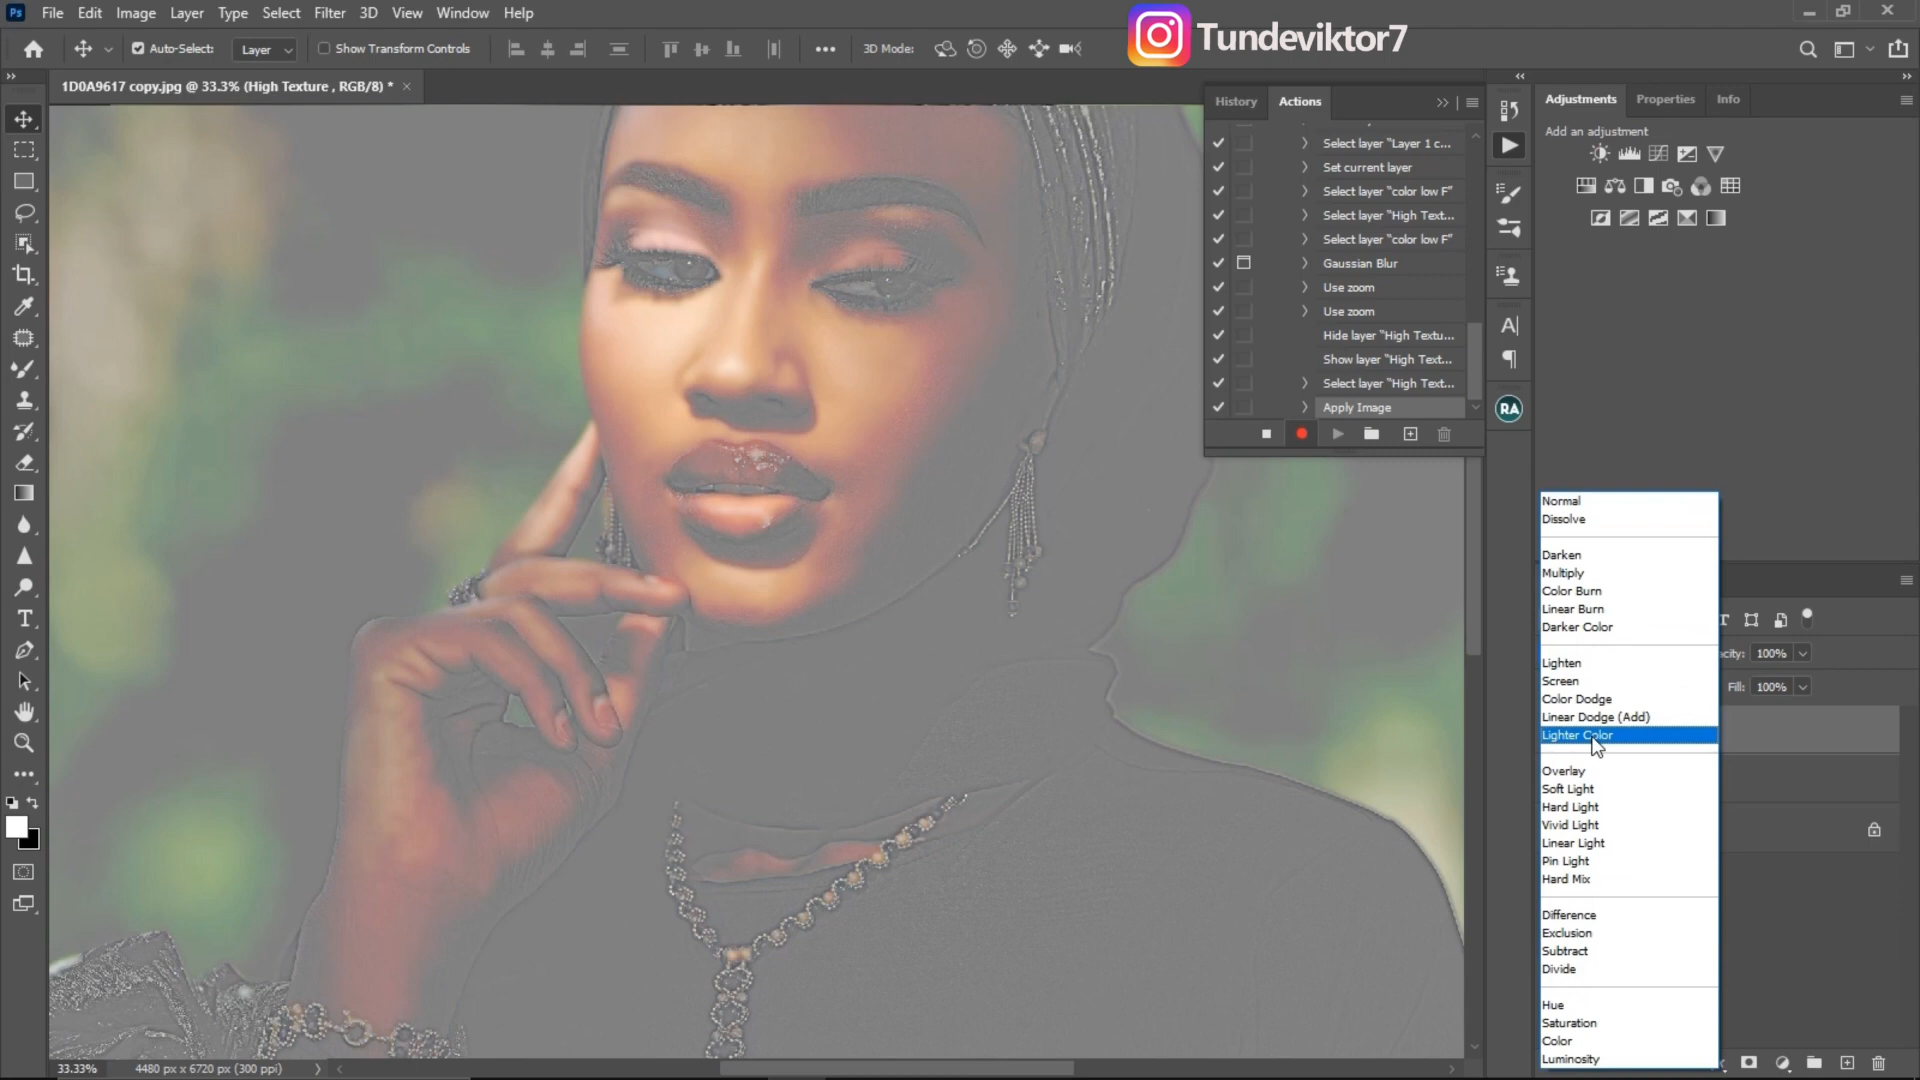 Ps File Edit Image Layer Type Select Filter 3D View Window Help
Tundeviktor7
Auto-Select: Layer Show Transform Controls 3D Mode:
1D0A9617 copy.jpg @ 33.3% (High Texture , RGB/8) * ×
History Actions
Select layer “Layer 1 c...
Set current layer
Select layer “color low F”
Select layer “High Text...
Select layer “color low F”
Gaussian Blur
Use zoom
Use zoom
Hide layer “High Textu...
Show layer “High Text...
Select layer “High Text...
Apply Image
RA
Adjustments Properties Info
Add an adjustment
Normal
Dissolve
Darken
Multiply
Color Burn
Linear Burn
Darker Color
Lighten
Screen
Color Dodge
Linear Dodge (Add)
Lighter Color
Overlay
Soft Light
Hard Light
Vivid Light
Linear Light
Pin Light
Hard Mix
Difference
Exclusion
Subtract
Divide
Hue
Saturation
Color
Luminosity
100%
Fill: 100%
33.33% 4480 px x 6720 px (300 ppi)